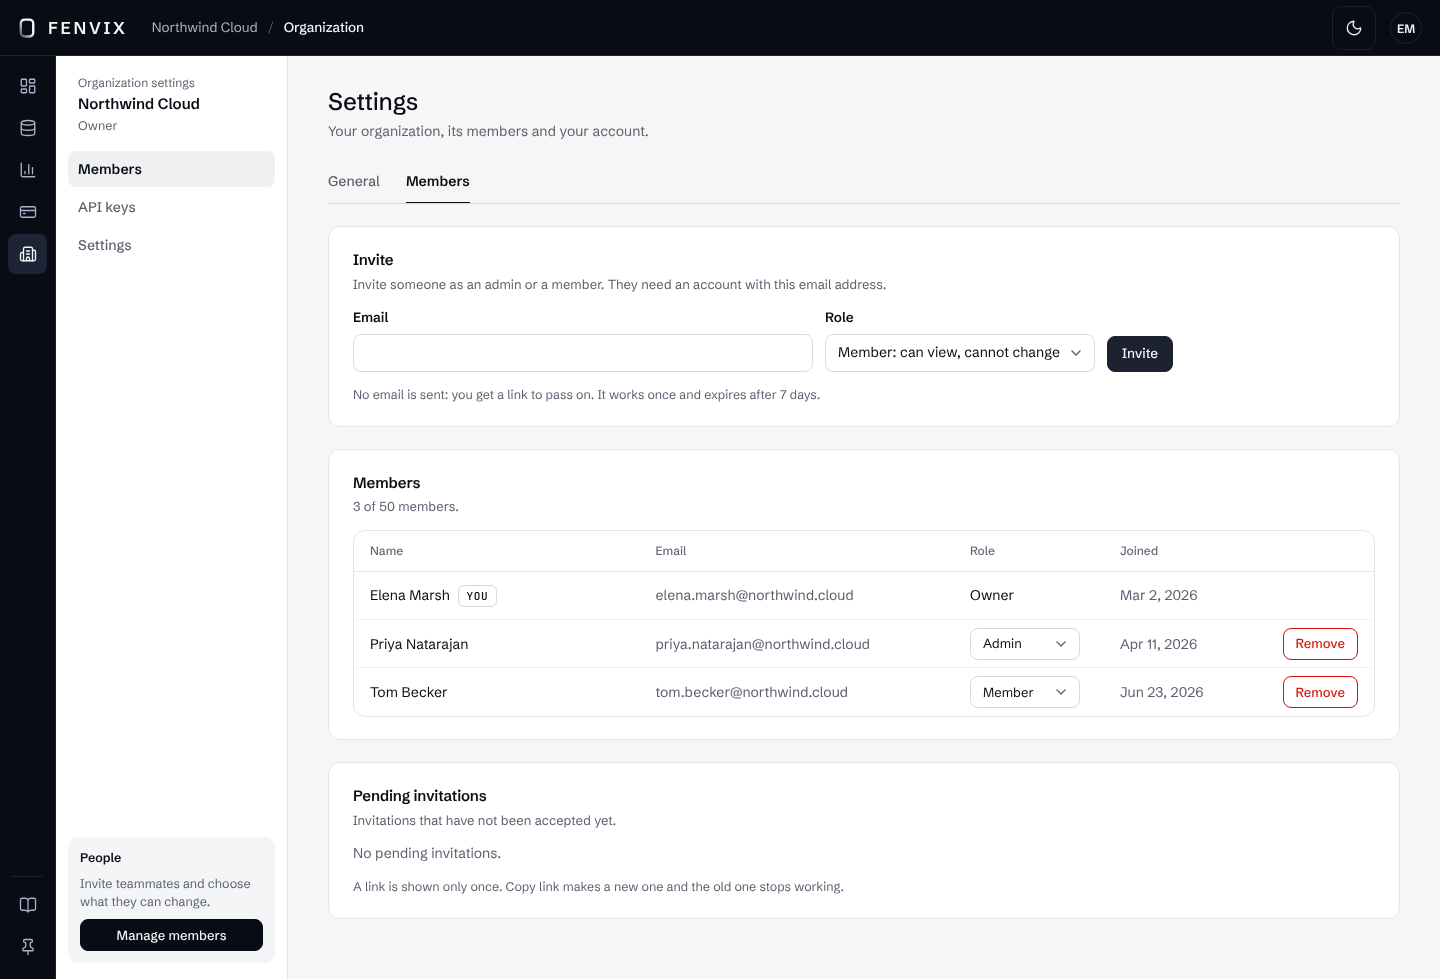 FENVIX
Northwind Cloud / Organization
EM
Organization settings
Northwind Cloud
Owner
Members
API keys
Settings
People
Invite teammates and choose
what they can change.
Manage members
Settings
Your organization, its members and your account.
General Members
Invite
Invite someone as an admin or a member. They need an account with this email address.
Email Role
Member: can view, cannot change Invite
No email is sent: you get a link to pass on. It works once and expires after 7 days.
Members
3 of 50 members.
Name Email Role Joined
Elena Marsh YOU elena.marsh@northwind.cloud Owner Mar 2, 2026
Priya Natarajan priya.natarajan@northwind.cloud Admin Apr 11, 2026 Remove
Tom Becker tom.becker@northwind.cloud Member Jun 23, 2026 Remove
Pending invitations
Invitations that have not been accepted yet.
No pending invitations.
A link is shown only once. Copy link makes a new one and the old one stops working.